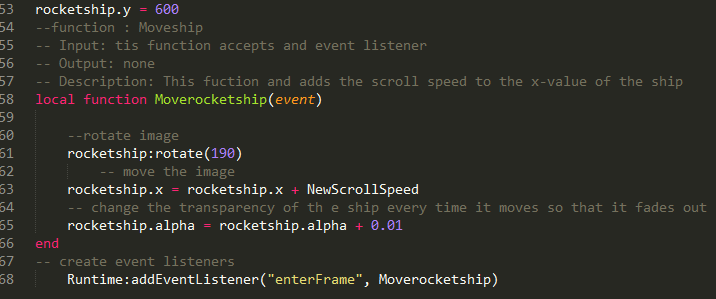 53 rocketship.y = 600
54 --function : Moveship
55 -- Input: tis function accepts and event listener
56 -- Output: none
57 -- Description: This fuction and adds the scroll speed to the x-value of the ship
58 local function Moverocketship(event)
59
60 --rotate image
61 rocketship:rotate(190)
62 -- move the image
63 rocketship.x = rocketship.x + NewScrollSpeed
64 -- change the transparency of th e ship every time it moves so that it fades out
65 rocketship.alpha = rocketship.alpha + 0.01
66 end
67 -- create event listeners
68 Runtime:addEventListener("enterFrame", Moverocketship)